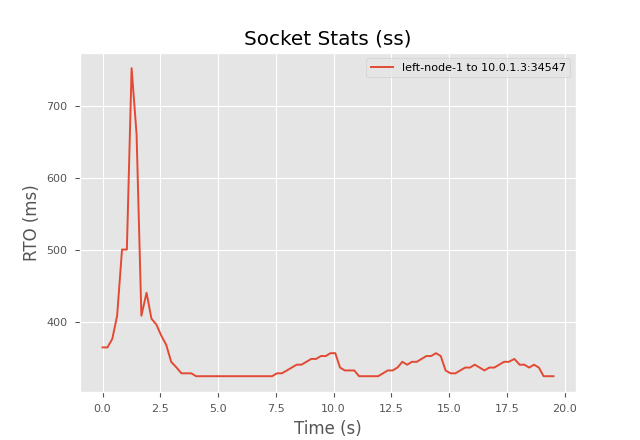 Socket Stats (ss)
left-node-1 to 10.0.1.3:34547
RTO (ms)
700
600
500
400
0.0 2.5 5.0 7.5 10.0 12.5 15.0 17.5 20.0
Time (s)